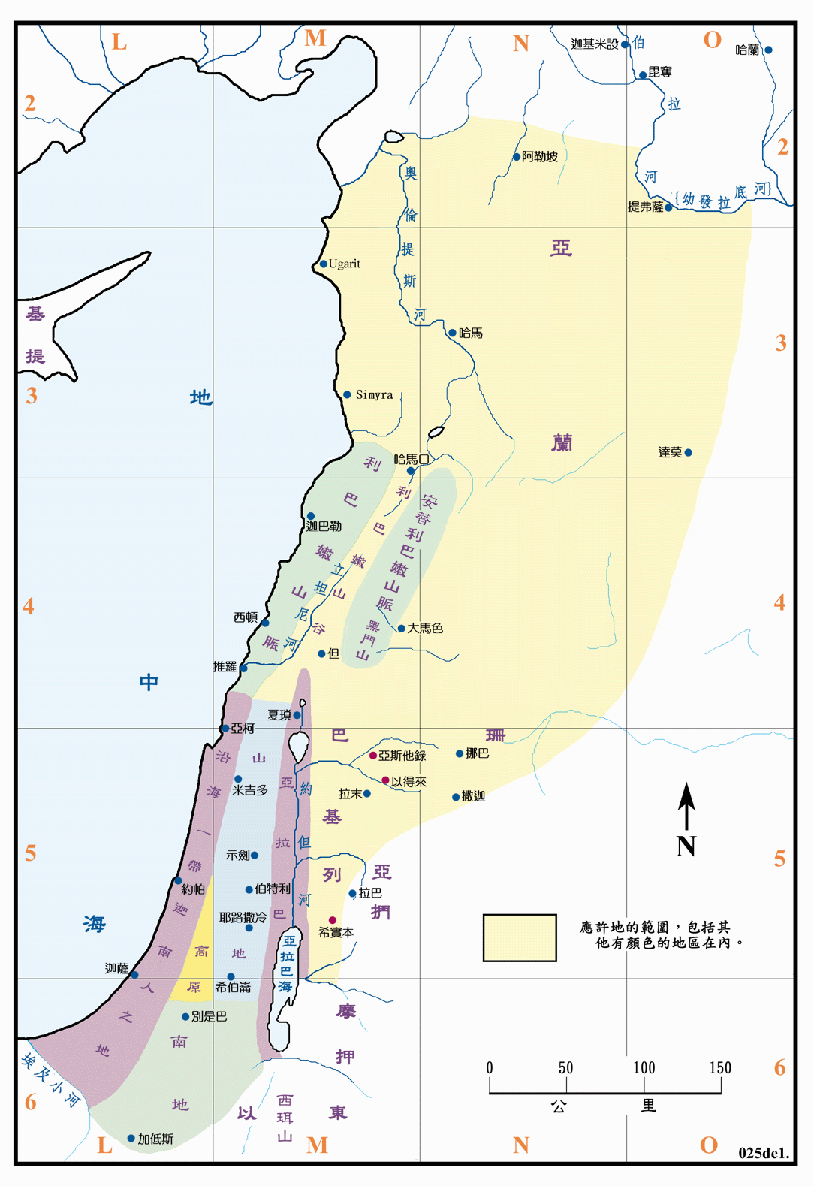 L
M
N
O
迦基米設
伯
哈蘭
里奪
2
拉
2
阿勒坡
河
(幼發拉底河)
提弗薩
奧倫提斯河
Ugarit
亞
基提
哈馬
3
3
Simyra
地
蘭
達莫
哈馬口
利巴嫩山脈
利巴嫩山谷
安替利巴嫩山脈
黑門山
迦巴勒
立坦尼河
4
4
西頓
大馬色
但
推羅
中
夏瑣
亞柯
巴
珊
亞斯他錄
挪巴
沿海一帶
山
亞拉巴
約但河
米吉多
以得來
拉末
撒迦
基列
N
5
5
示劍
亞捫
約帕
伯特利
拉巴
耶路撒冷
希實本
海
非南人之地
高原
地
亞拉巴海
應許地的範圍，包括其
他有顏色的地區在內。
迦薩
希伯崙
別是巴
南地
摩押
埃及小河
0
50
100
150
公
里
6
6
以
西珥山
東
加低斯
L
M
N
O
025dc1.